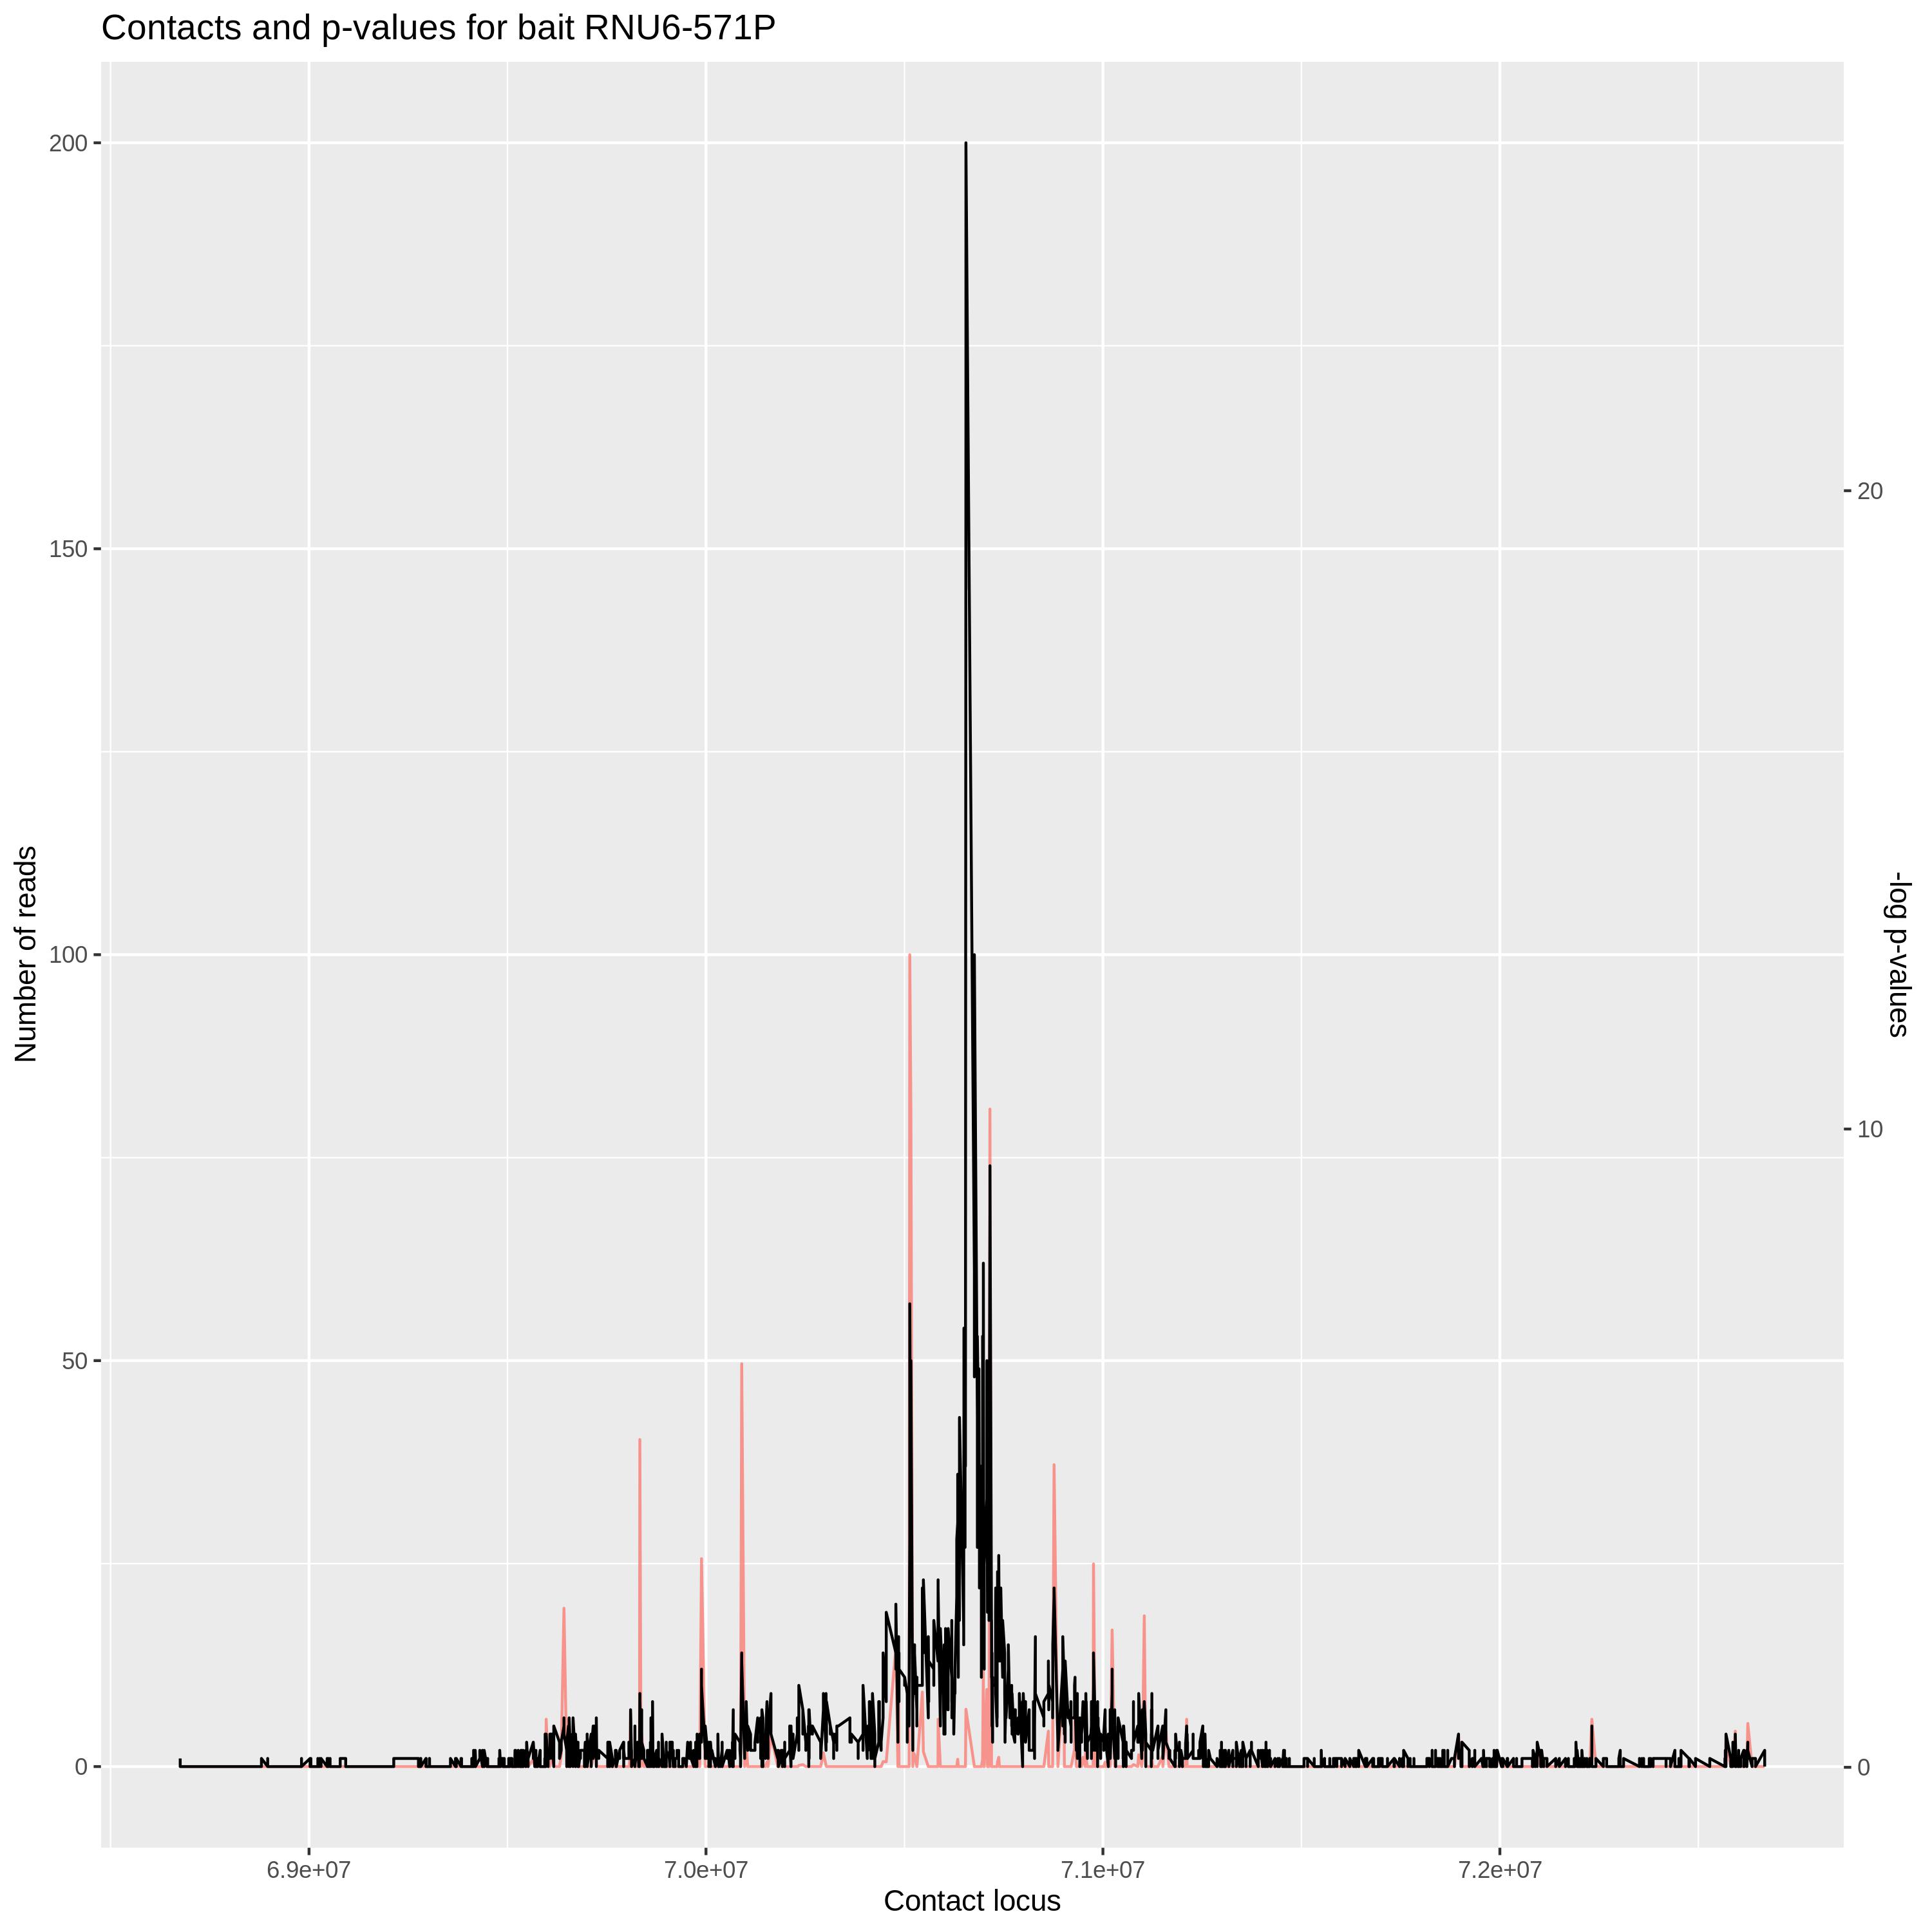 Contacts and p-values for bait RNU6-571P
200
150
100
50
0
Number of reads
20
10
0
-log p-values
6.9e+07
7.0e+07
7.1e+07
7.2e+07
Contact locus